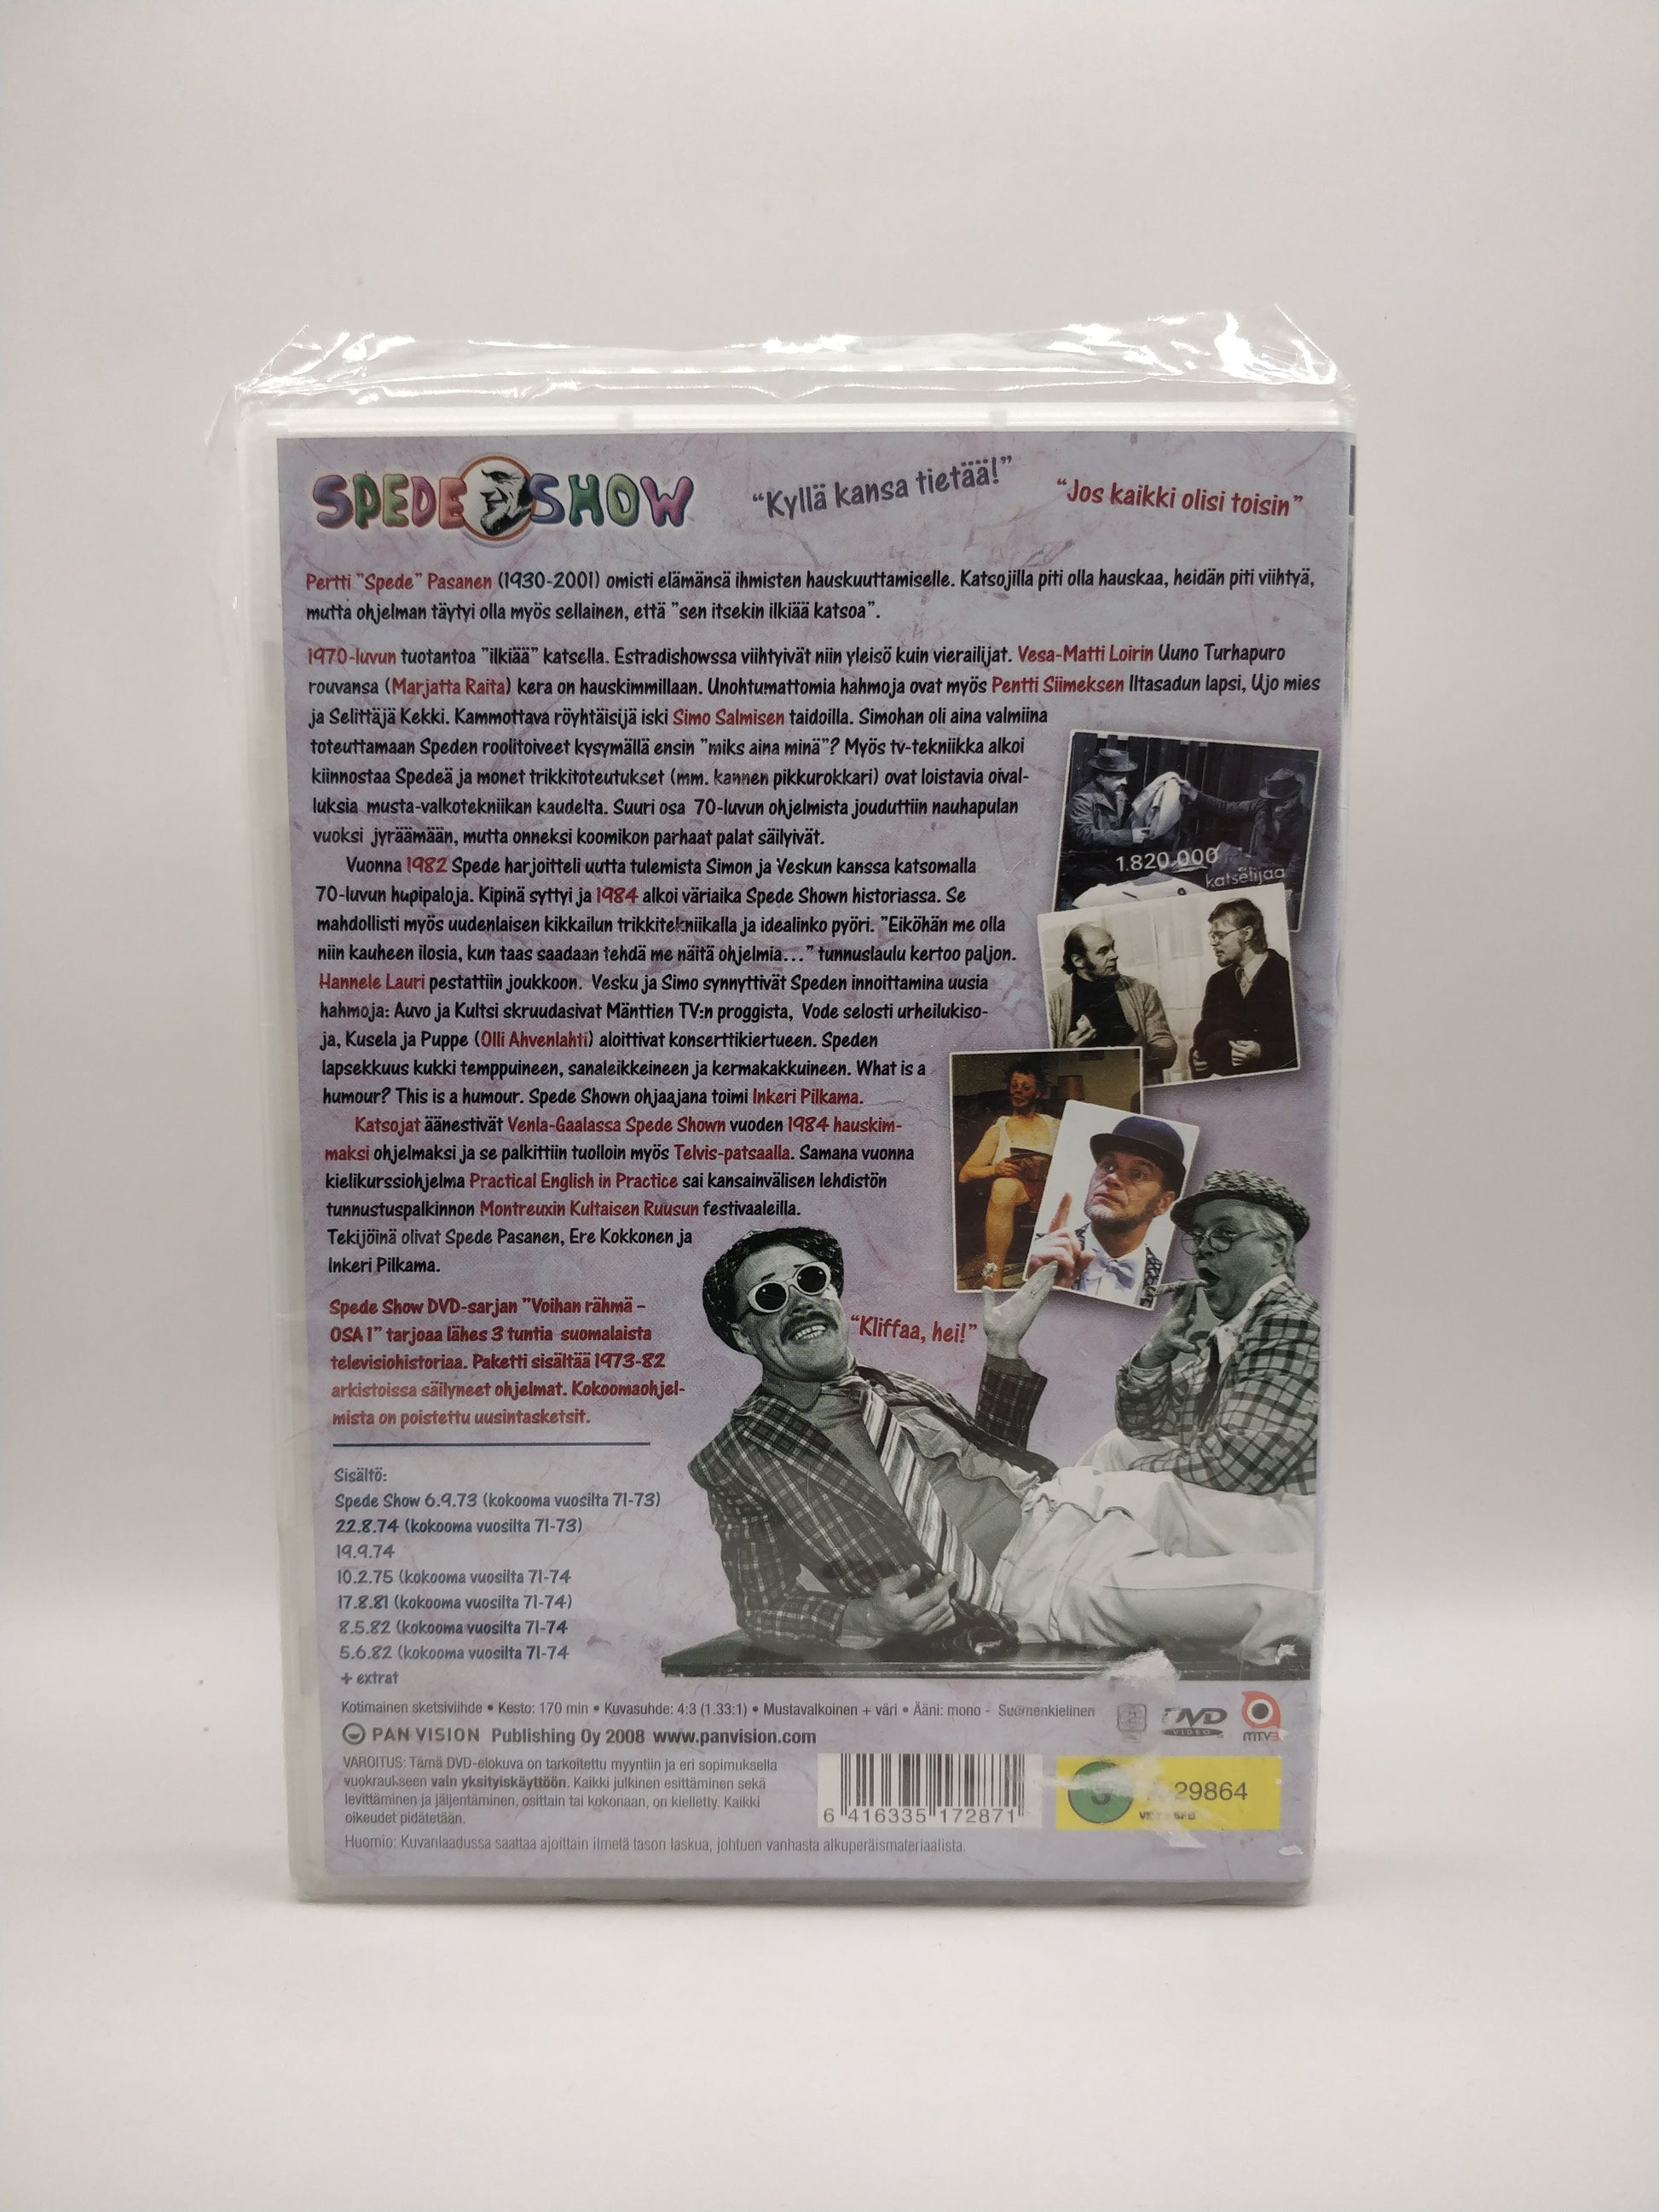 SPEDE SHOW
“Kyllä kansa tietää!”
“Jos kaikki olisi toisin”
Pertti ”Spede” Pasanen (1930-2001) omisti elämänsä ihmisten hauskuuttamiselle. Katsojilla piti olla hauskaa, heidän piti viihtyä,
mutta ohjelman täytyi olla myös sellainen, että ”sen itsekin ilkiää katsoa”.
1970-luvun tuotantoa ”ilkiää” katsella. Estradishowssa viihtyivät niin yleisö kuin vierailijat. Vesa-Matti Loirin Uuno Turhapuro
rouvansa (Marjatta Raita) kera on hauskimmillaan. Unohtumattomia hahmoja ovat myös Pentti Siimeksen Iltasadun lapsi, Ujo mies
ja Selittäjä Kekki. Kammottava röyhtäisijä iski Simo Salmisen taidoilla. Simohan oli aina valmiina
toteuttamaan Speden roolitoiveet kysymällä ensin ”miks aina minä”? Myös tv-tekniikka alkoi
kiinnostaa Spedeä ja monet trikkitoteutukset (mm. kannen pikkurokkari) ovat loistavia oival-
luksia musta-valkotekniikan kaudelta. Suuri osa 70-luvun ohjelmista jouduttiin nauhapulan
vuoksi jyräämään, mutta onneksi koomikon parhaat palat säilyivät.
Vuonna 1982 Spede harjoitteli uutta tulemista Simon ja Veskun kanssa katsomalla
70-luvun hupipaloja. Kipinä syttyi ja 1984 alkoi väriaika Spede Shown historiassa. Se
mahdollisti myös uudenlaisen kikkailun trikkitekniikalla ja idealinko pyöri. ”Eiköhän me olla
niin kauheen ilosia, kun taas saadaan tehdä me näitä ohjelmia...” tunnuslaulu kertoo paljon.
Hannele Lauri pestattiin joukkoon. Vesku ja Simo synnyttivät Speden innoittamina uusia
hahmoja: Auvo ja Kultsi skruudasivat Mänttien TV:n proggista, Vode selosti urheilukiso-
ja, Kusela ja Puppe (Olli Ahvenlahti) aloittivat konserttikiertueen. Speden
lapsekkuus kukki temppuineen, sanaleikkeineen ja kermakakkuineen. What is a
humour? This is a humour. Spede Shown ohjaajana toimi Inkeri Pilkama.
Katsojat äänestivät Venla-Gaalassa Spede Shown vuoden 1984 hauskim-
maksi ohjelmaksi ja se palkittiin tuolloin myös Telvis-patsaalla. Samana vuonna
kielikurssiohjelma Practical English in Practice sai kansainvälisen lehdistön
tunnustuspalkinnon Montreuxin Kultaisen Ruusun festivaaleilla.
Tekijöinä olivat Spede Pasanen, Ere Kokkonen ja
Inkeri Pilkama.
1.820.000
katselijaa
“Kliffaa, hei!”
Spede Show DVD-sarjan ”Voihan rähmä –
OSA 1” tarjoaa lähes 3 tuntia suomalaista
televisiohistoriaa. Paketti sisältää 1973-82
arkistoissa säilyneet ohjelmat. Kokoomaohjel-
mista on poistettu uusintasketsit.
Sisältö:
Spede Show 6.9.73 (kokooma vuosilta 71-73)
22.8.74 (kokooma vuosilta 71-73)
19.9.74
10.2.75 (kokooma vuosilta 71-74
17.8.81 (kokooma vuosilta 71-74)
8.5.82 (kokooma vuosilta 71-74
5.6.82 (kokooma vuosilta 71-74
+ extrat
Kotimainen sketsiviihde • Kesto: 170 min • Kuvasuhde: 4:3 (1.33:1) • Mustavalkoinen + väri • Ääni: mono - Suomenkielinen
2 DVD VIDEO MTV3
PAN VISION Publishing Oy 2008 www.panvision.com
VAROITUS: Tämä DVD-elokuva on tarkoitettu myyntiin ja eri sopimuksella
vuokraukseen vain yksityiskäyttöön. Kaikki julkinen esittäminen sekä
levittäminen ja jäljentäminen, osittain tai kokonaan, on kielletty. Kaikki
oikeudet pidätetään.
6 416335 172871
29864
Huomio: Kuvanlaadussa saattaa ajoittain ilmetä tason laskua, johtuen vanhasta alkuperäismateriaalista.